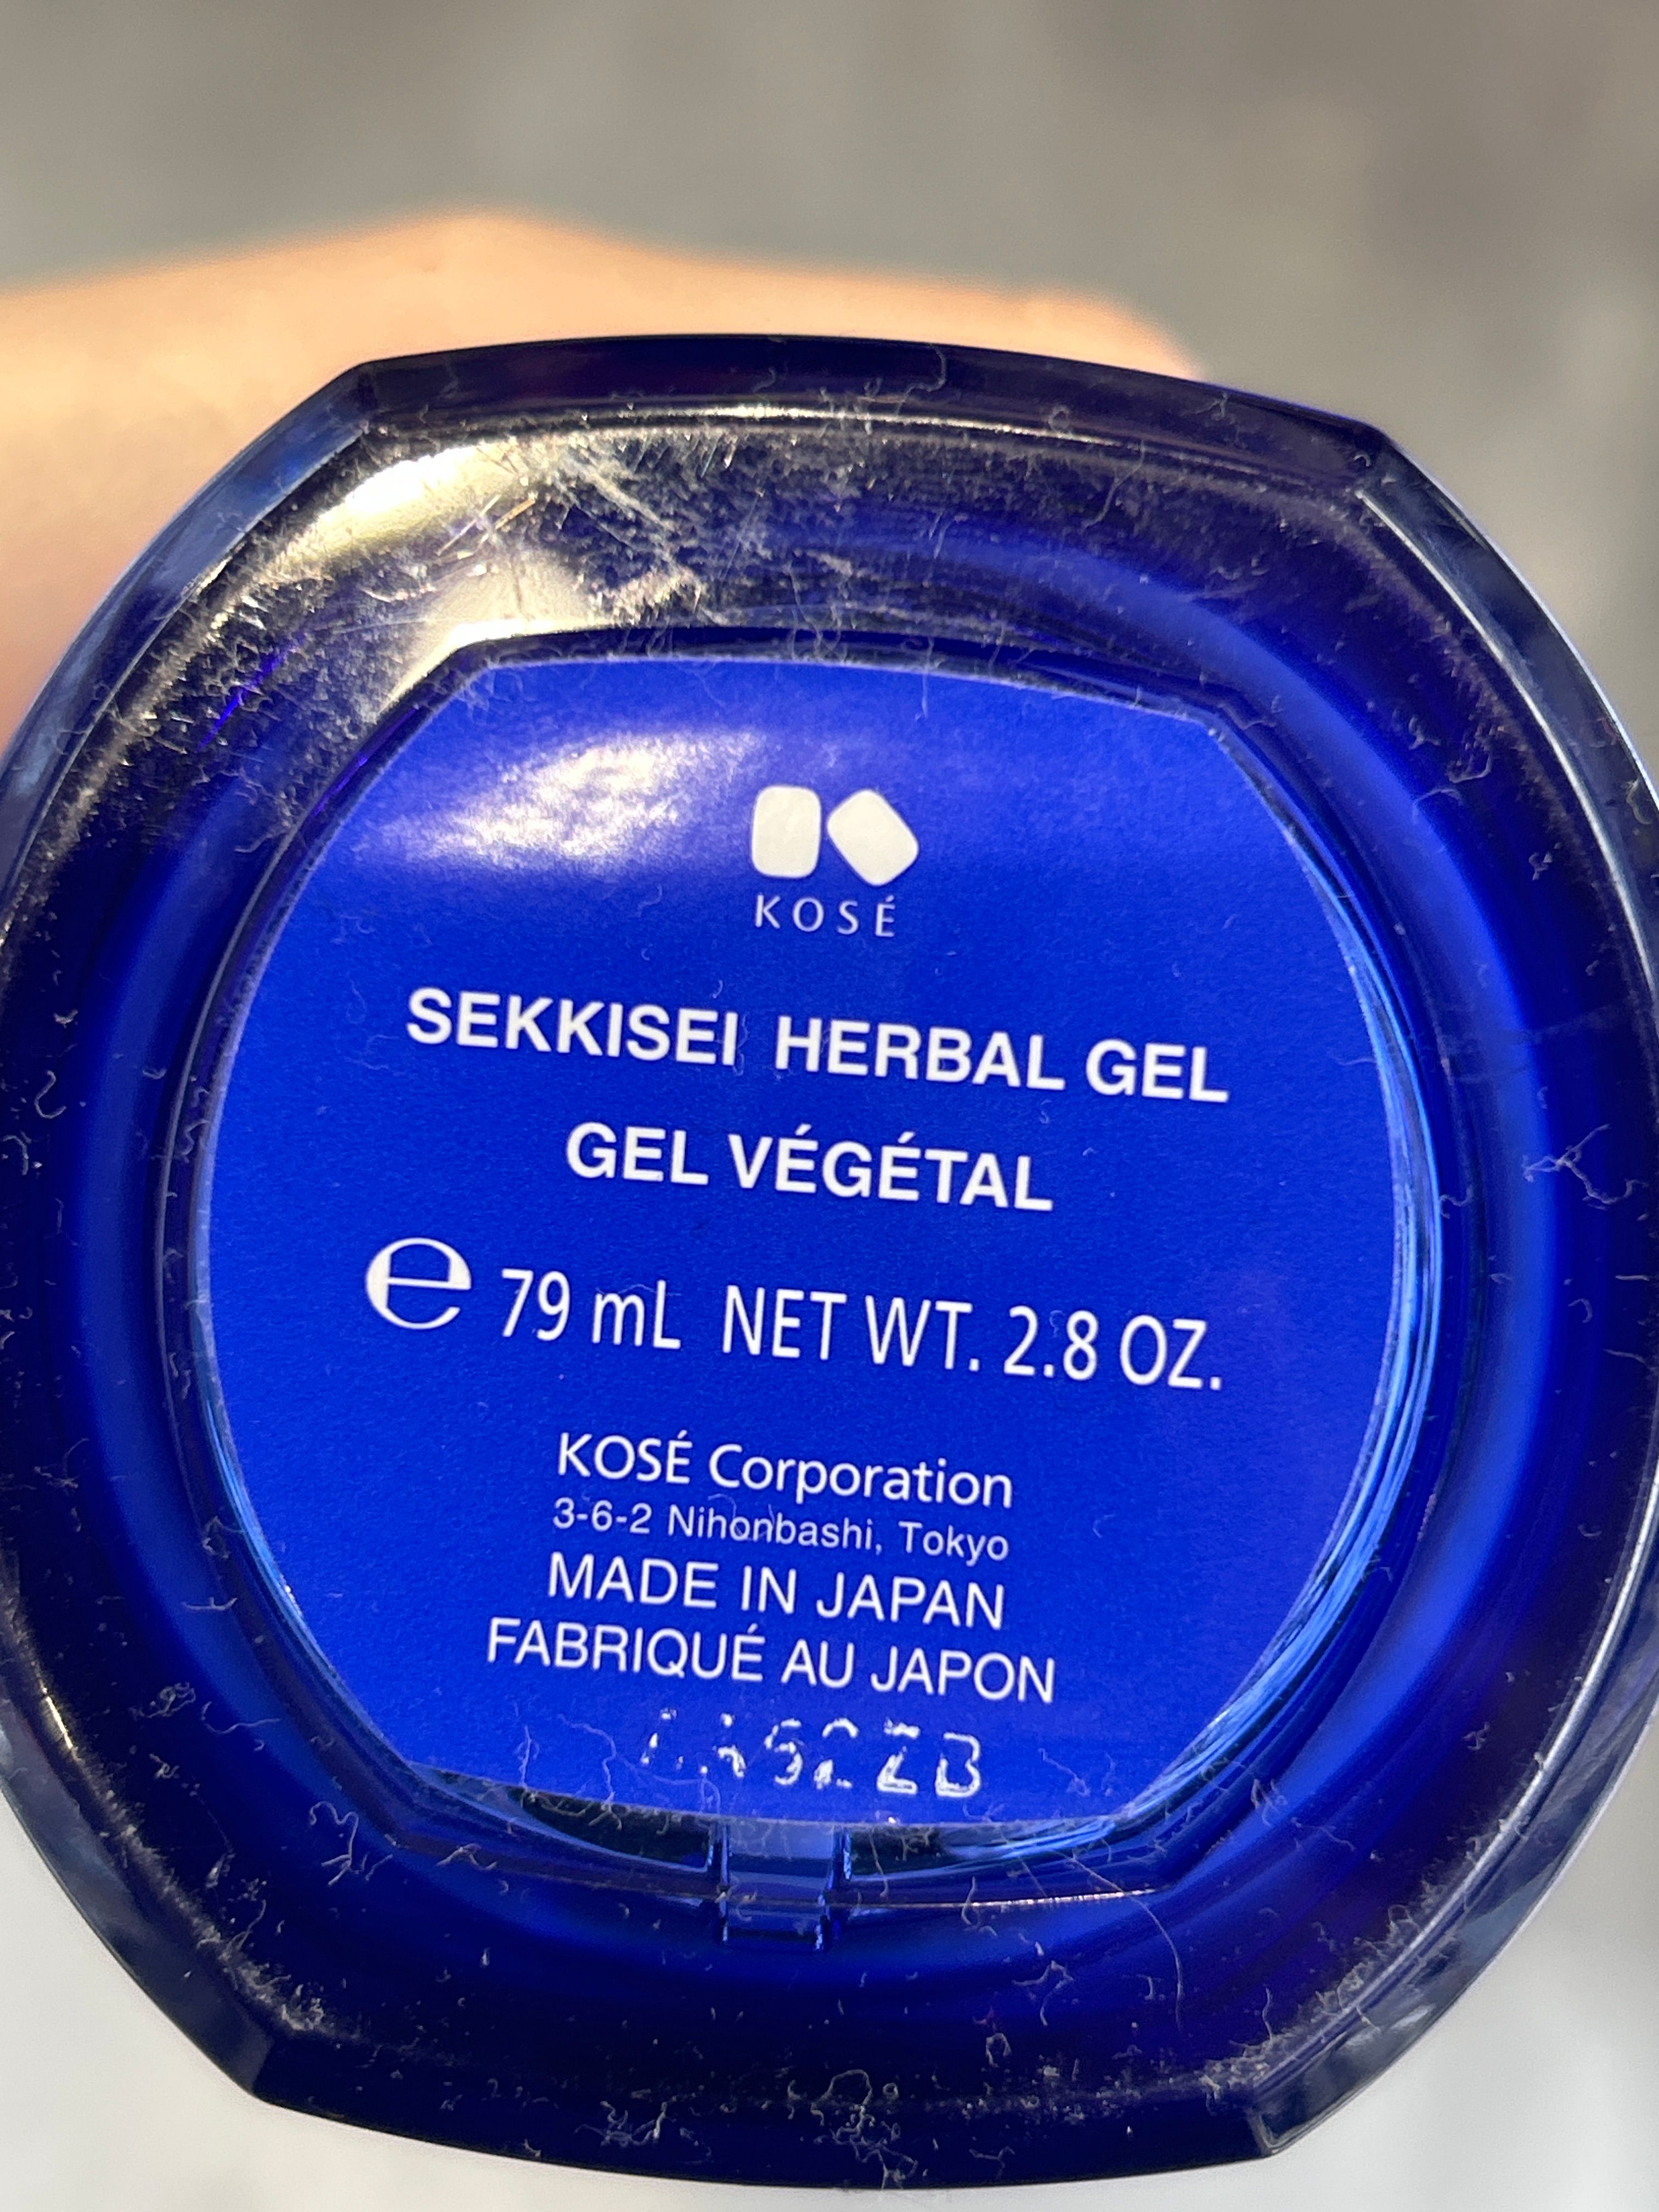 KOSÉ
SEKKISEI HERBAL GEL
GEL VÉGÉTAL
℮ 79 mL NET WT. 2.8 OZ.
KOSÉ Corporation
3-6-2 Nihonbashi, Tokyo
MADE IN JAPAN
FABRIQUÉ AU JAPON